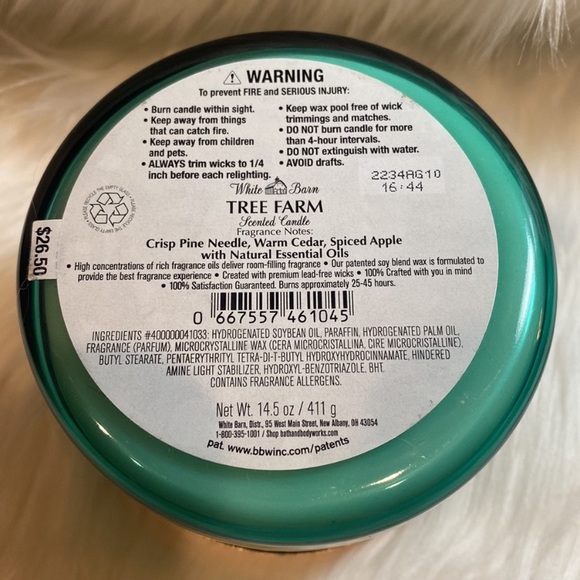 ⚠ WARNING
To prevent FIRE and SERIOUS INJURY:
• Burn candle within sight.
• Keep away from things
that can catch fire.
• Keep away from children
and pets.
• ALWAYS trim wicks to 1/4
inch before each relighting.
• Keep wax pool free of wick
trimmings and matches.
• DO NOT burn candle for more
than 4-hour intervals.
• DO NOT extinguish with water.
• AVOID drafts.
2234AG10
16:44
White Barn
TREE FARM
Scented Candle
Fragrance Notes:
Crisp Pine Needle, Warm Cedar, Spiced Apple
with Natural Essential Oils
• High concentrations of rich fragrance oils deliver room-filling fragrance • Our patented soy blend wax is formulated to
provide the best fragrance experience • Created with premium lead-free wicks • 100% Crafted with you in mind
• 100% Satisfaction Guaranteed. Burns approximately 25-45 hours.
$26.50
0 667557 461045
INGREDIENTS #400000041033: HYDROGENATED SOYBEAN OIL, PARAFFIN, HYDROGENATED PALM OIL,
FRAGRANCE (PARFUM), MICROCRYSTALLINE WAX (CERA MICROCRISTALLINA, CIRE MICROCRISTALLINE),
BUTYL STEARATE, PENTAERYTHRITYL TETRA-DI-T-BUTYL HYDROXYHYDROCINNAMATE, HINDERED
AMINE LIGHT STABILIZER, HYDROXYL-BENZOTRIAZOLE, BHT.
CONTAINS FRAGRANCE ALLERGENS.
Net Wt. 14.5 oz / 411 g
White Barn, Distr., 95 West Main Street, New Albany, OH 43054
1-800-395-1001 / Shop bathandbodyworks.com
pat. www.bbwinc.com/patents